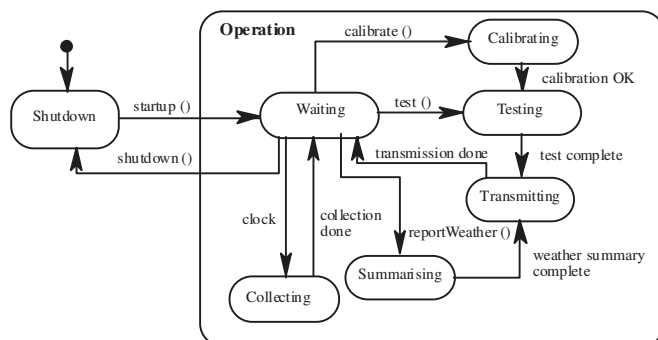 Operation
calibrate ()
Calibrating
calibration OK
Shutdown
startup ()
Waiting
test ()
Testing
shutdown ()
transmission done
test complete
Transmitting
clock
collection
done
reportWeather ()
weather summary
complete
Summarising
Collecting